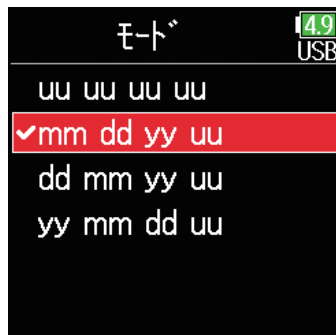 モード
4.9
USB
uu uu uu uu
mm dd yy uu
dd mm yy uu
yy mm dd uu